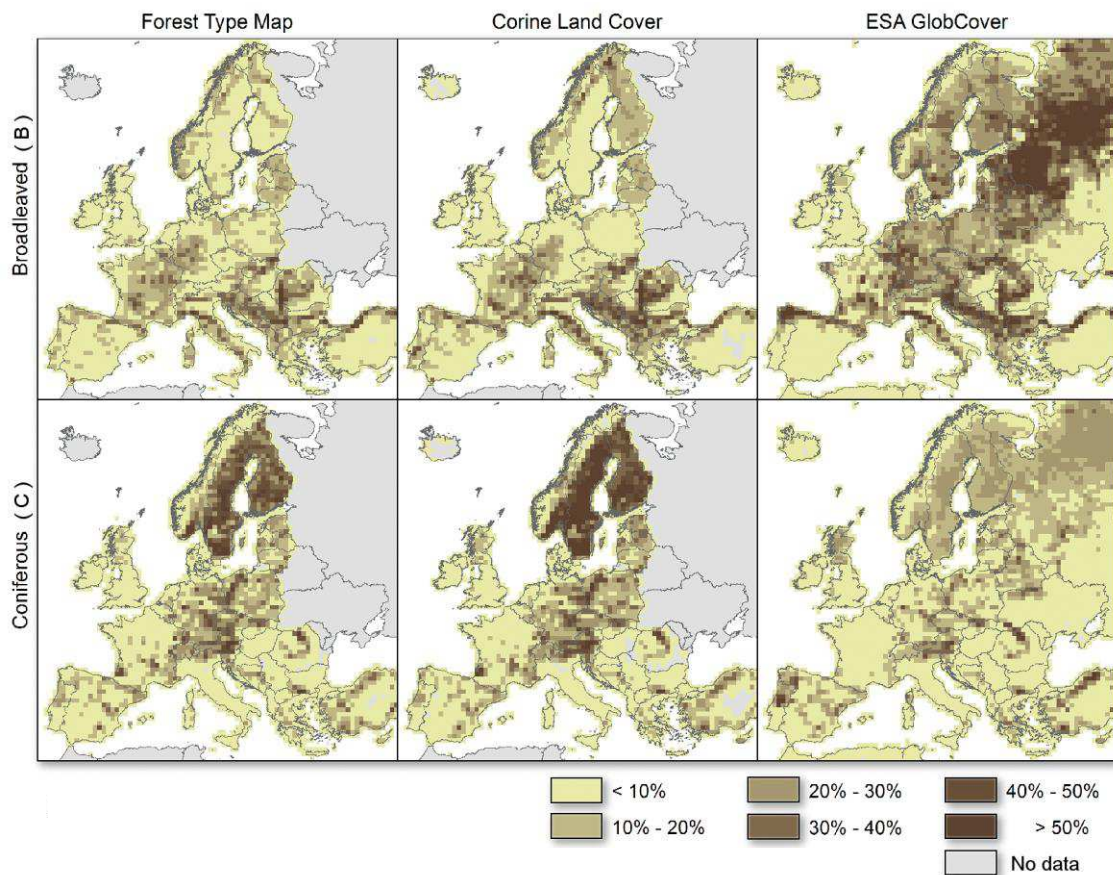 Forest Type Map Corine Land Cover ESA GlobCover
Broadleaved ( B )
Coniferous ( C )
< 10% 20% - 30% 40% - 50%
10% - 20% 30% - 40% > 50%
No data